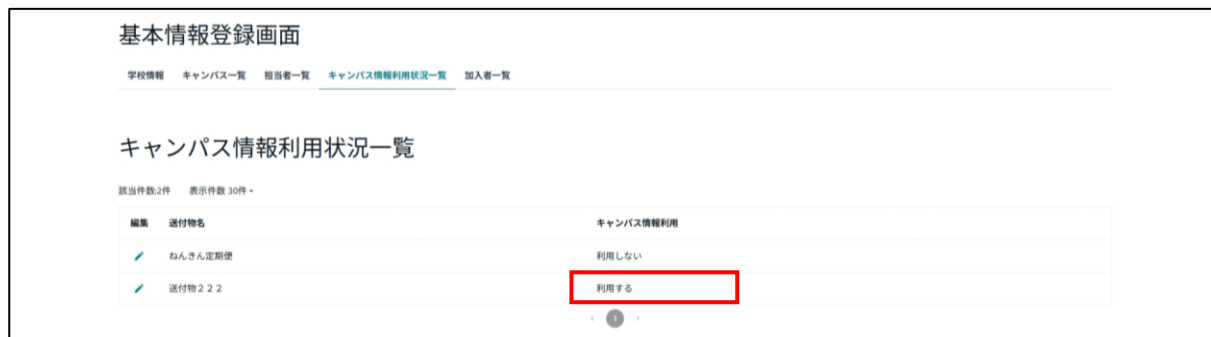 基本情報登録画面
学校情報 キャンパス一覧 担当者一覧 キャンパス情報利用状況一覧 加入者一覧
キャンパス情報利用状況一覧
該当件数:2件 表示件数 30件
編集 送付物名 キャンパス情報利用
ねんきん定期便 利用しない
送付物２２２ 利用する
1